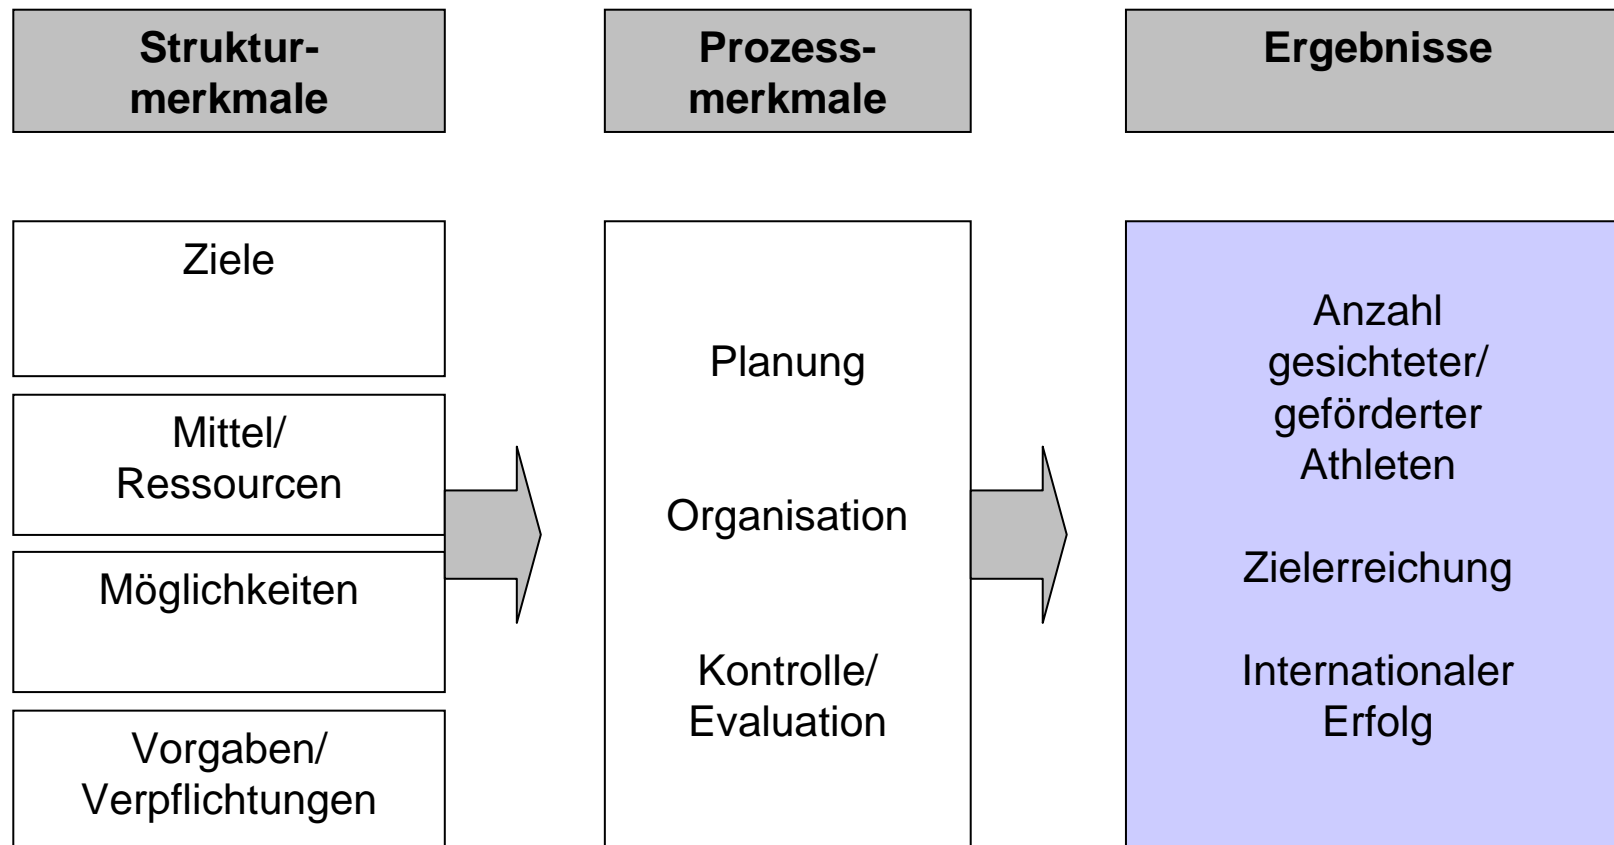 Struktur-
merkmale
Prozess-
merkmale
Ergebnisse
Ziele
Mittel/
Ressourcen
Möglichkeiten
Vorgaben/
Verpflichtungen
Planung
Organisation
Kontrolle/
Evaluation
Anzahl
gesichteter/
geförderter
Athleten
Zielerreichung
Internationaler
Erfolg